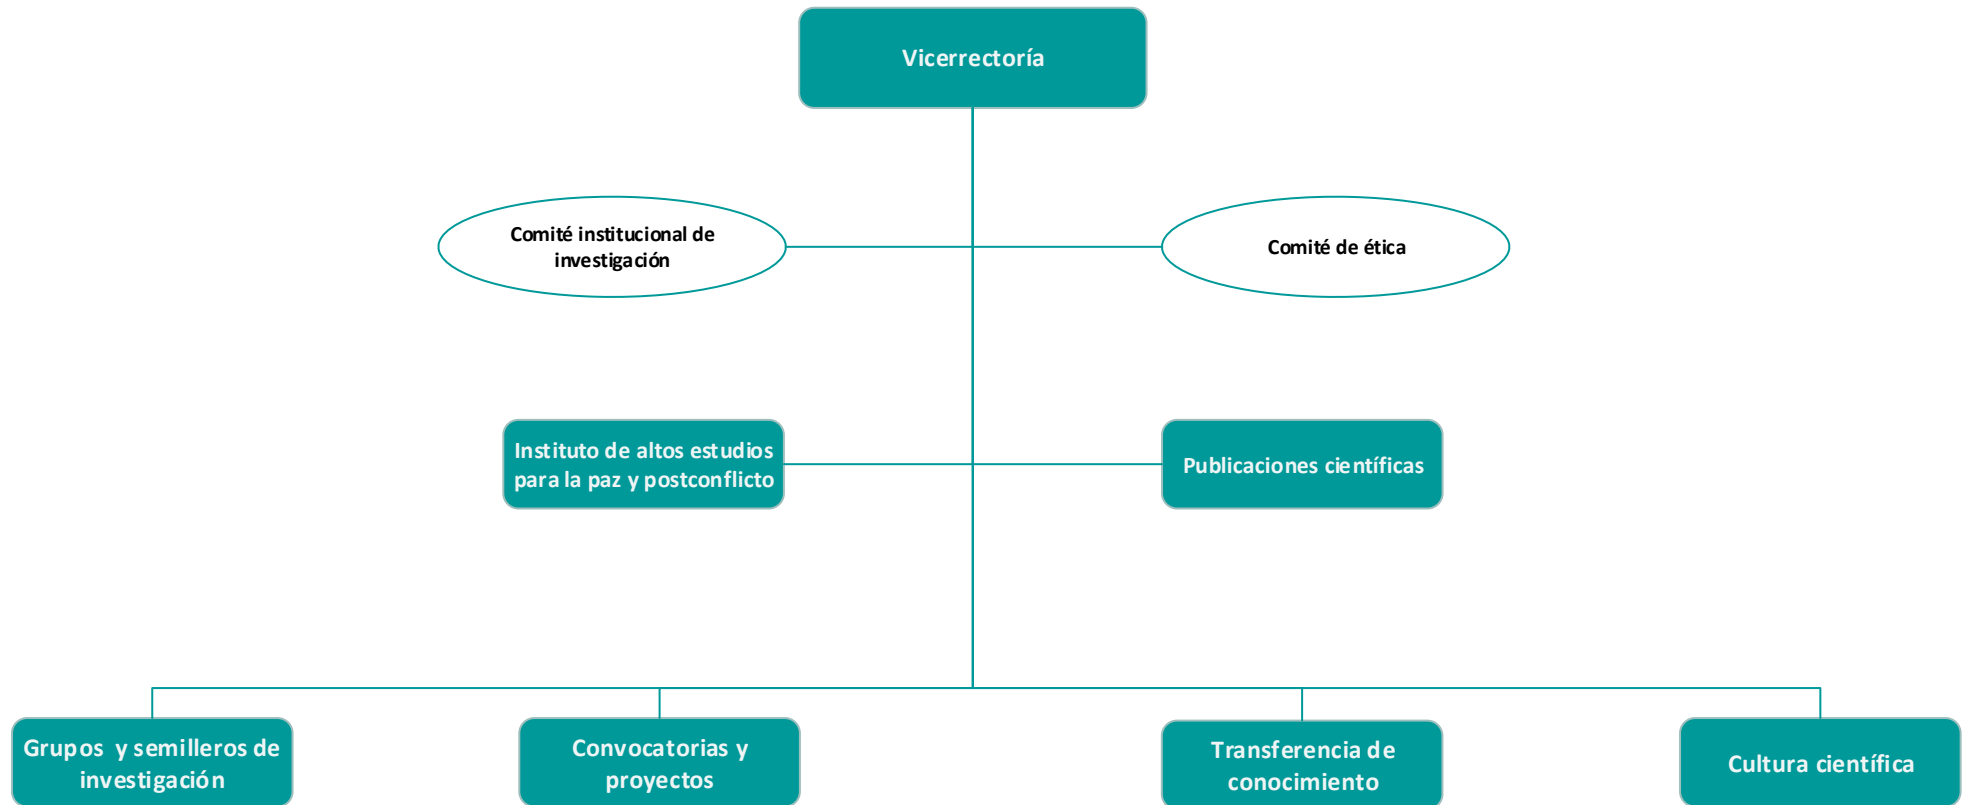 Vicerrectoría
Comité institucional de
investigación
Comité de ética
Instituto de altos estudios
para la paz y postconflicto
Publicaciones científicas
Grupos y semilleros de
investigación
Convocatorias y
proyectos
Transferencia de
conocimiento
Cultura científica